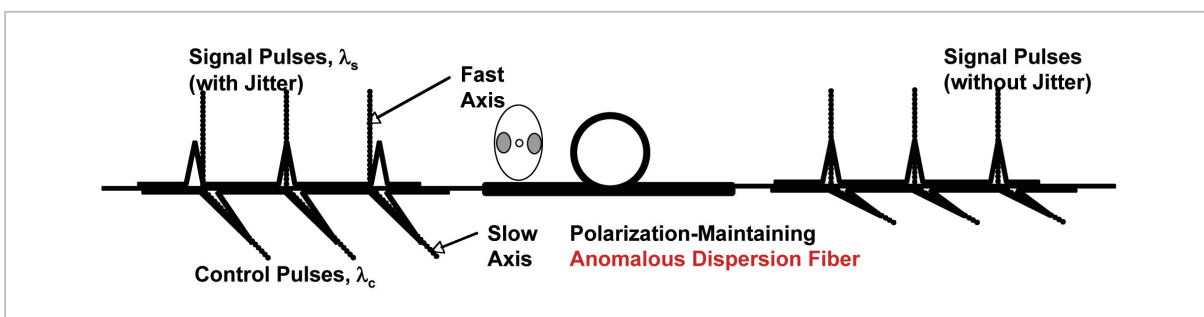 Signal Pulses, λs
(with Jitter)
Fast
Axis
Signal Pulses
(without Jitter)
Slow
Axis
Polarization-Maintaining
Anomalous Dispersion Fiber
Control Pulses, λc